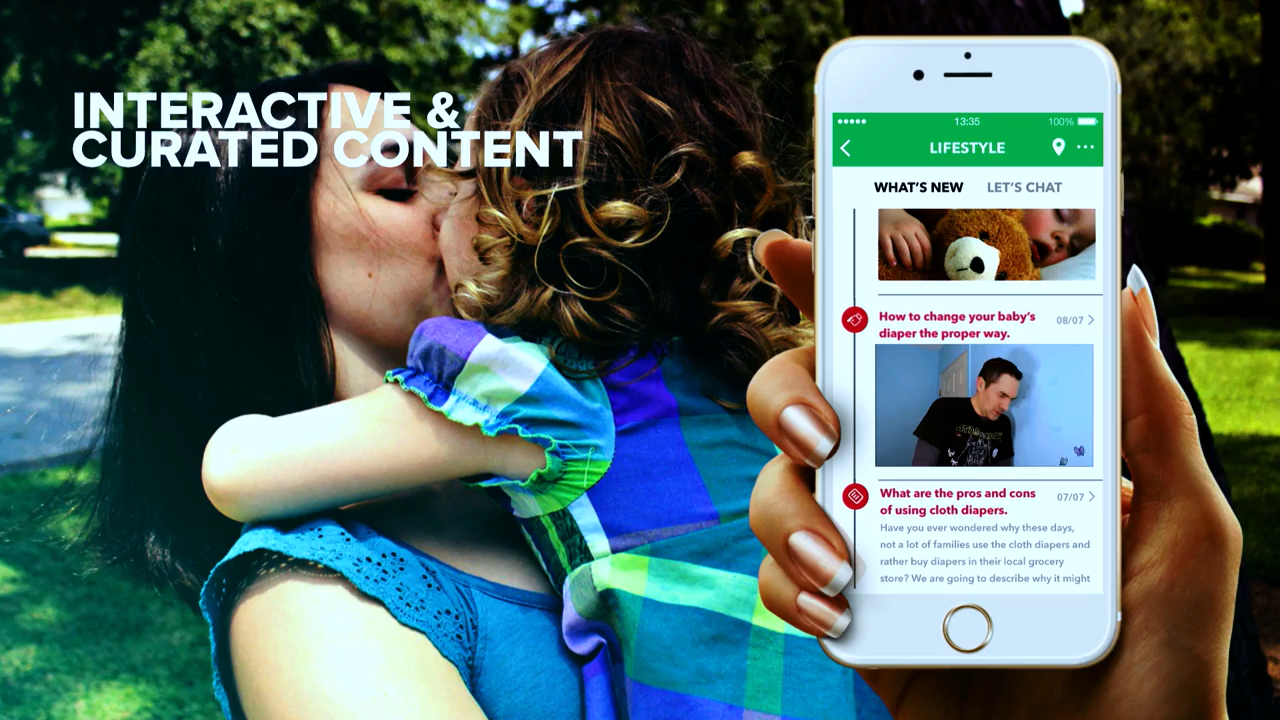 INTERACTIVE &
CURATED CONTENT
13:35
100%
LIFESTYLE
WHAT'S NEW LET'S CHAT
How to change your baby's
diaper the proper way.
08/07
What are the pros and cons
of using cloth diapers.
07/07
Have you ever wondered why these days,
not a lot of families use the cloth diapers and
rather buy diapers in their local grocery
store? We are going to describe why it might